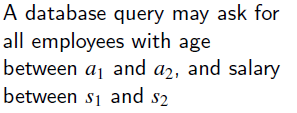 A database query may ask for
all employees with age
between a₁ and a₂, and salary
between s₁ and s₂